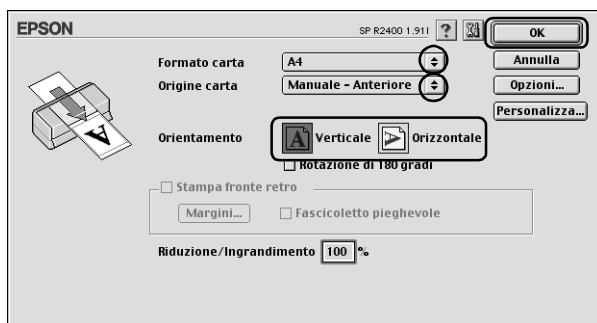 EPSON
SP R2400 1.91I
?
OK
Formato carta
A4
Annulla
Origine carta
Manuale - Anteriore
Opzioni...
Personalizza...
A
Orientamento
A Verticale A Orizzontale
Rotazione di 180 gradi
Stampa fronte retro
Margini...
Fascicoletto pieghevole
Riduzione/Ingrandimento 100 %